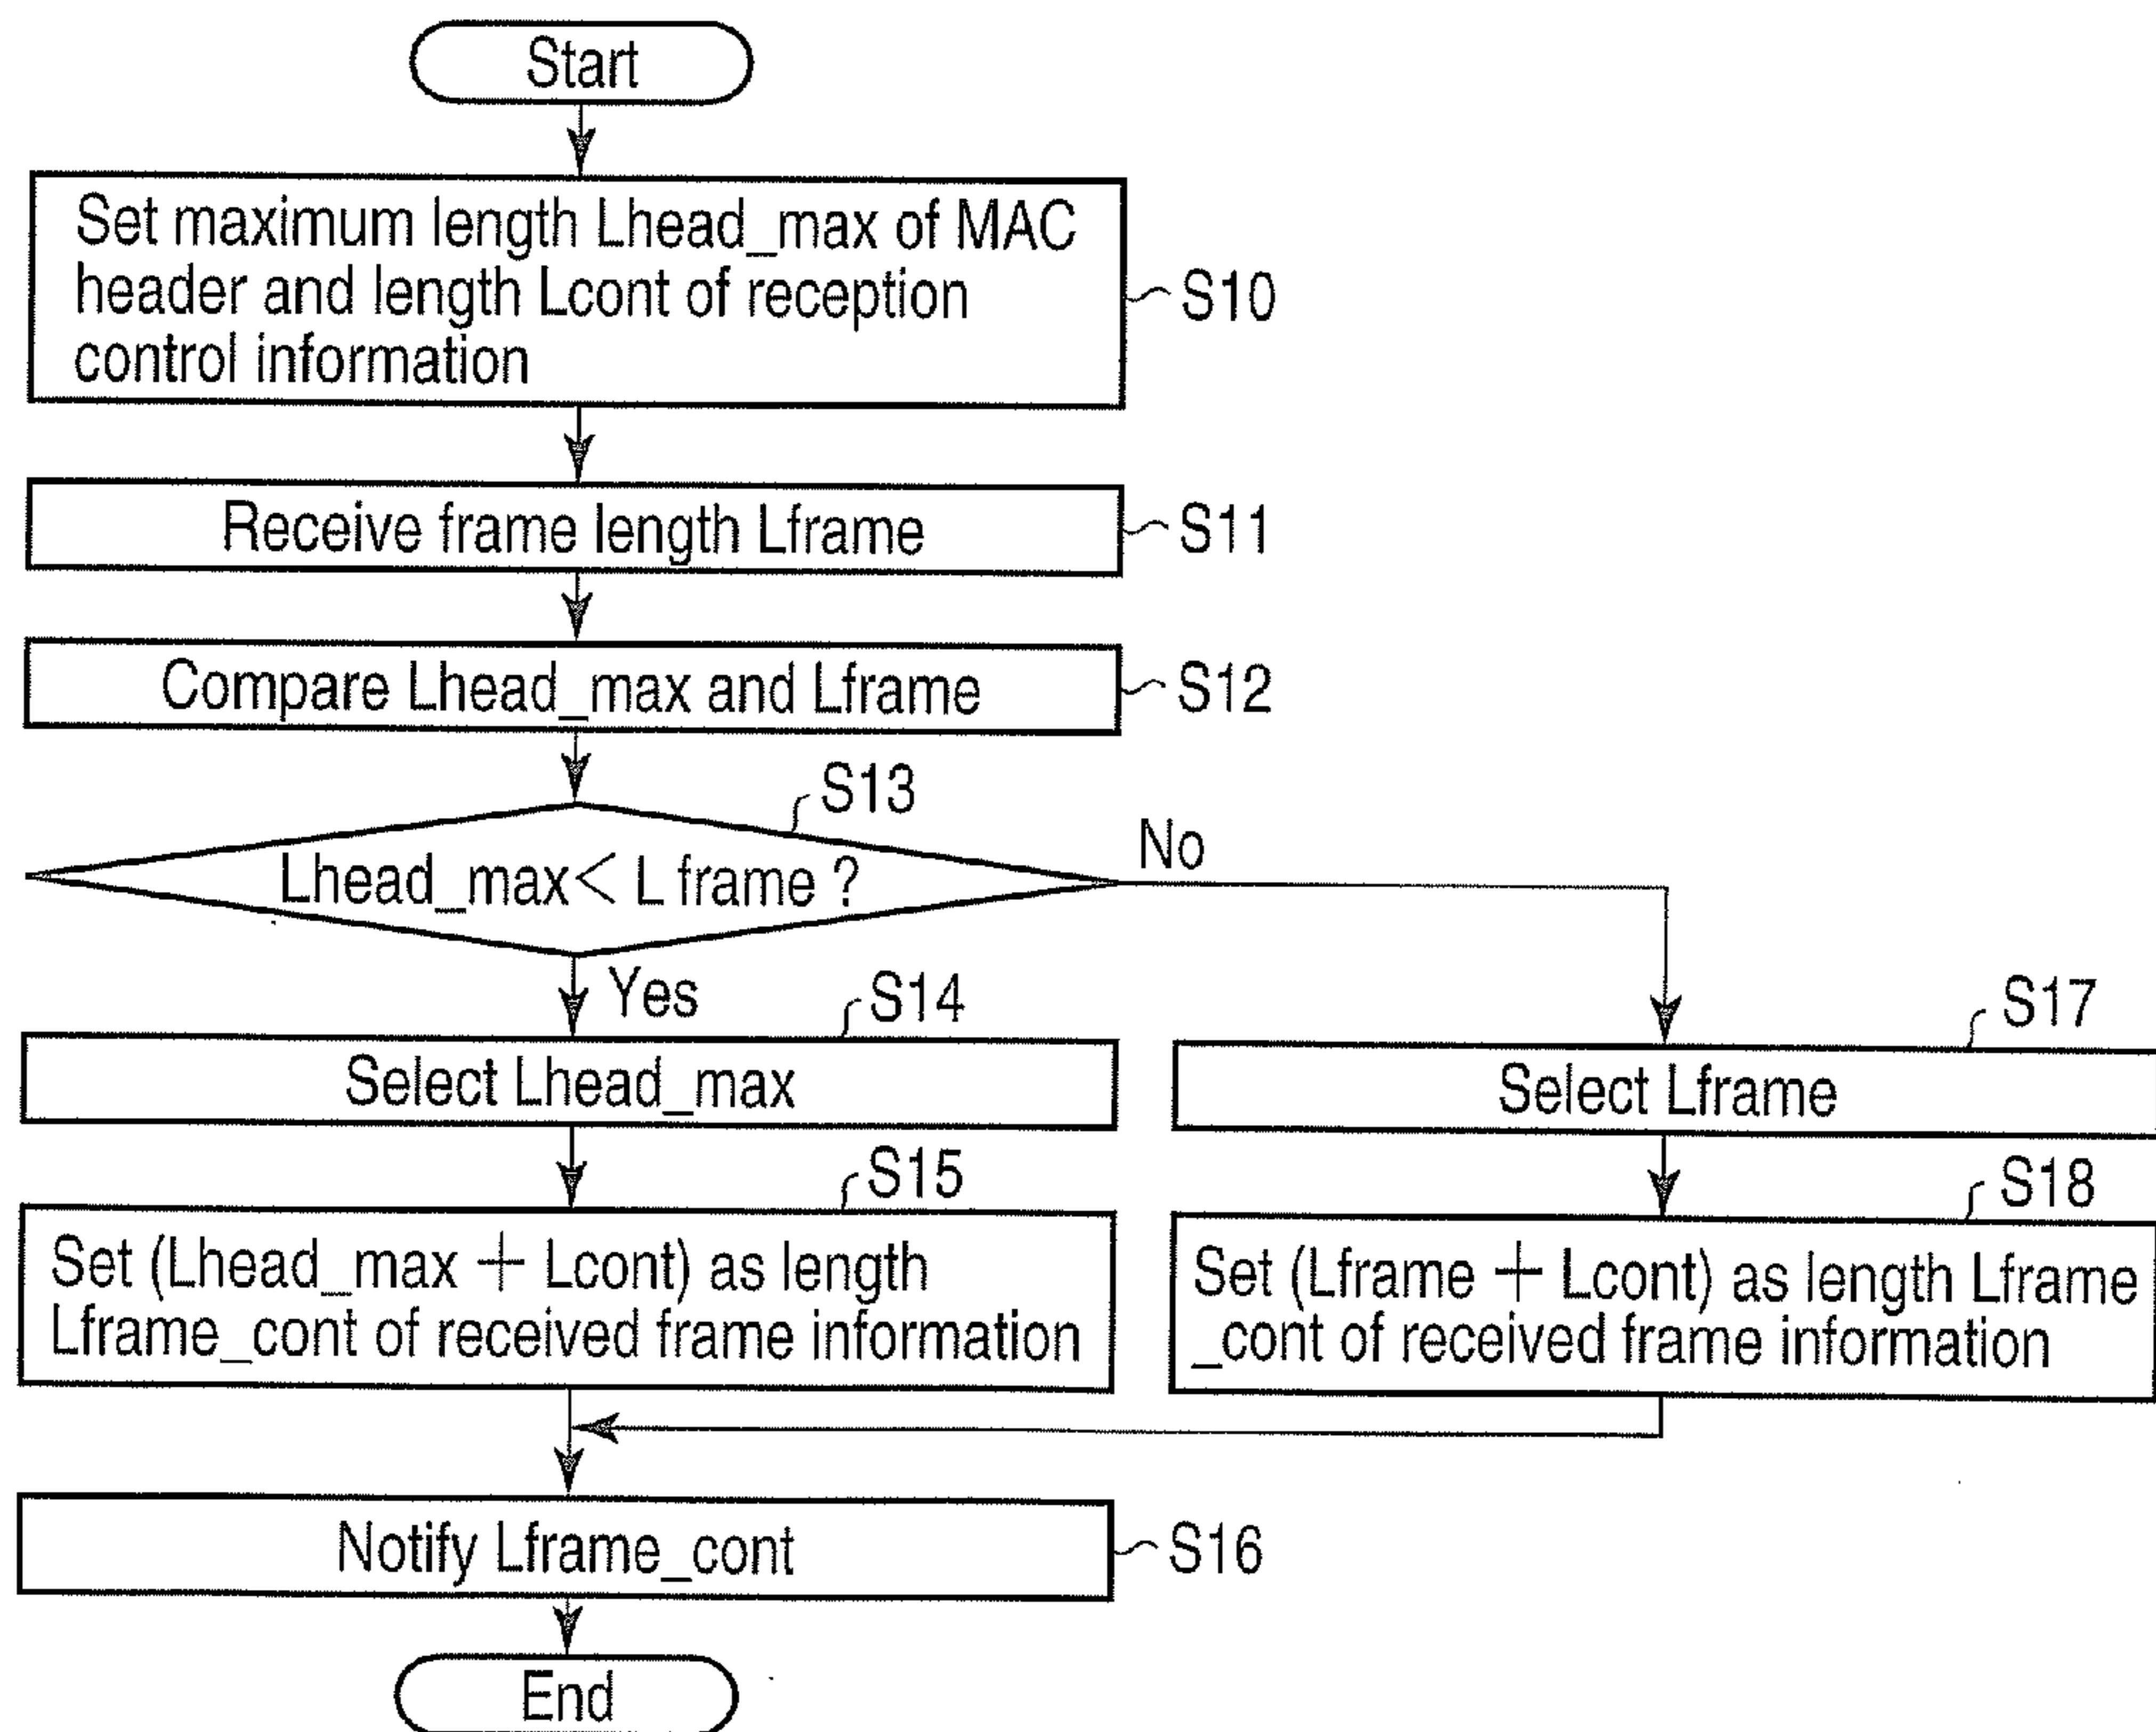 Start
Set maximum length Lhead_max of MAC
header and length Lcont of reception
control information
S10
Receive frame length Lframe
S11
Compare Lhead_max and Lframe
S12
S13
Lhead_max< L frame ?
No
Yes
S14
Select Lhead_max
S17
Select Lframe
S15
Set (Lhead_max + Lcont) as length
Lframe_cont of received frame information
S18
Set (Lframe + Lcont) as length Lframe
_cont of received frame information
Notify Lframe_cont
S16
End